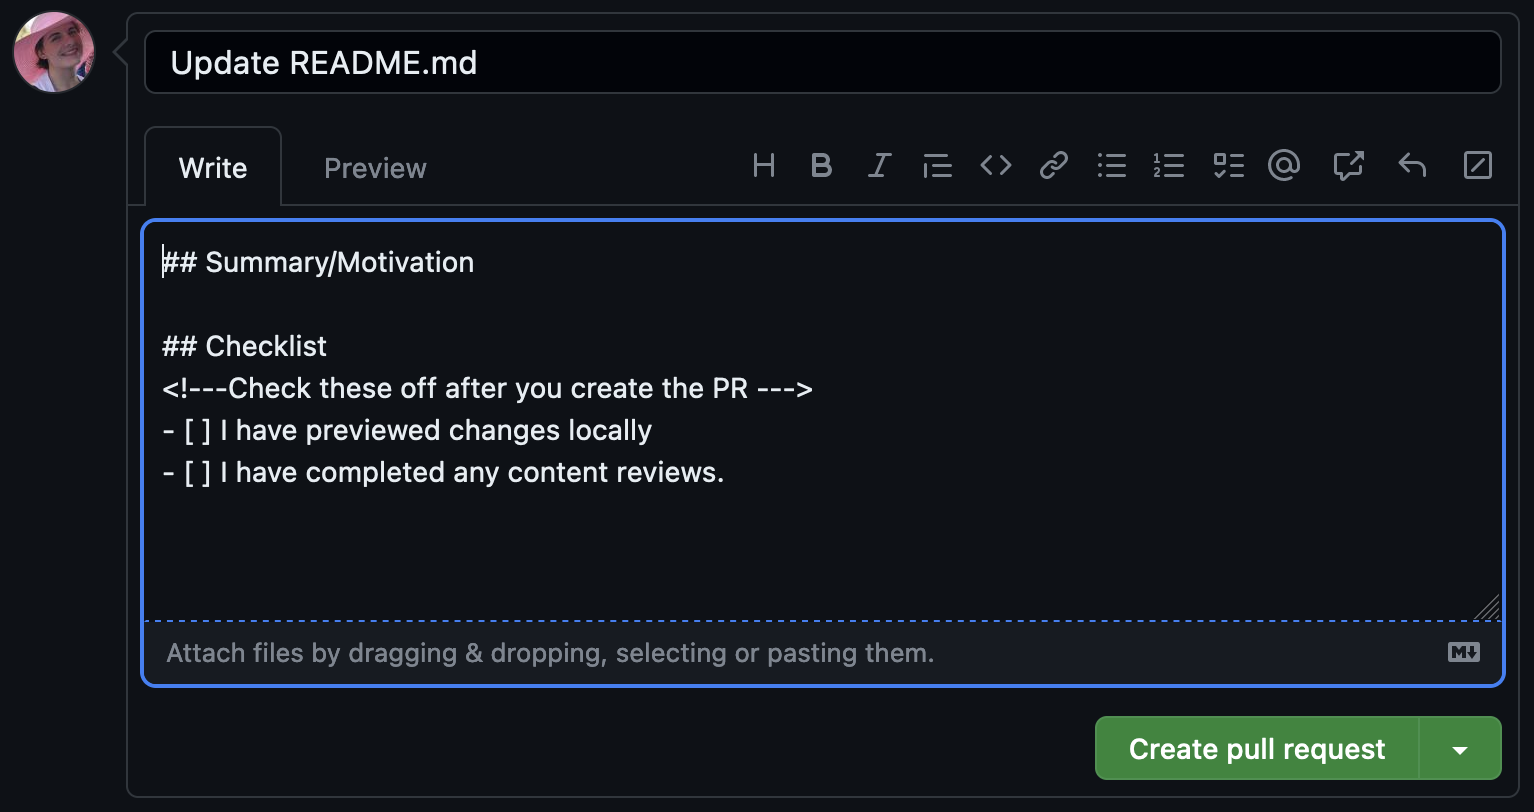 Update README.md
Write
Preview
## Summary/Motivation
## Checklist
<!---Check these off after you create the PR --->
- [ ] I have previewed changes locally
- [ ] I have completed any content reviews.
Attach files by dragging & dropping, selecting or pasting them.
Create pull request